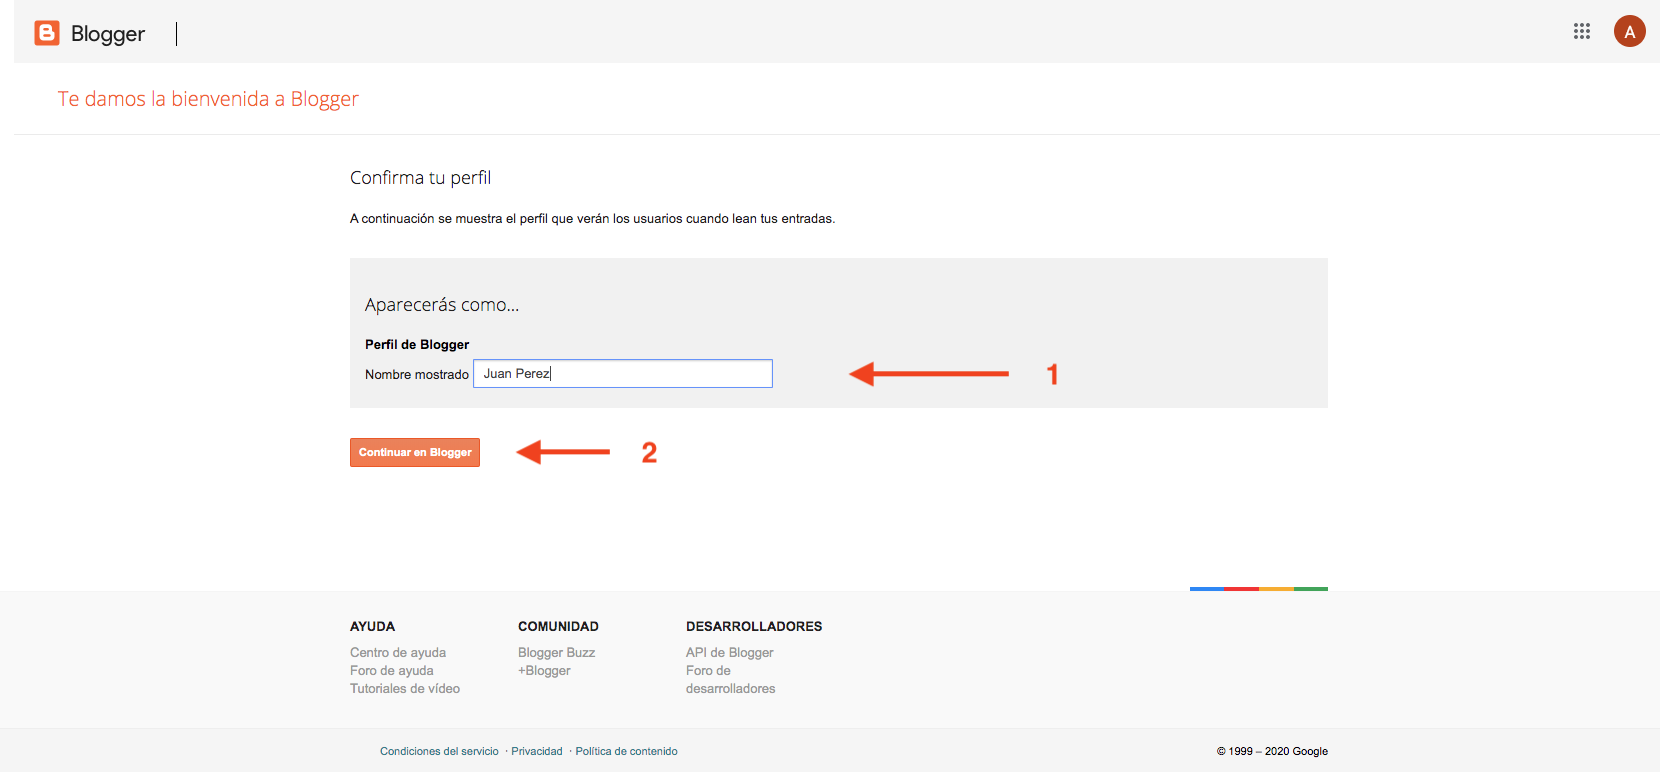 Blogger
A
Te damos la bienvenida a Blogger
Confirma tu perfil
A continuación se muestra el perfil que verán los usuarios cuando lean tus entradas.
Aparecerás como...
Perfil de Blogger
Nombre mostrado Juan Perez
1
Continuar en Blogger
2
AYUDA
Centro de ayuda
Foro de ayuda
Tutoriales de vídeo
COMUNIDAD
Blogger Buzz
+Blogger
DESARROLLADORES
API de Blogger
Foro de
desarrolladores
Condiciones del servicio · Privacidad · Política de contenido
© 1999 – 2020 Google